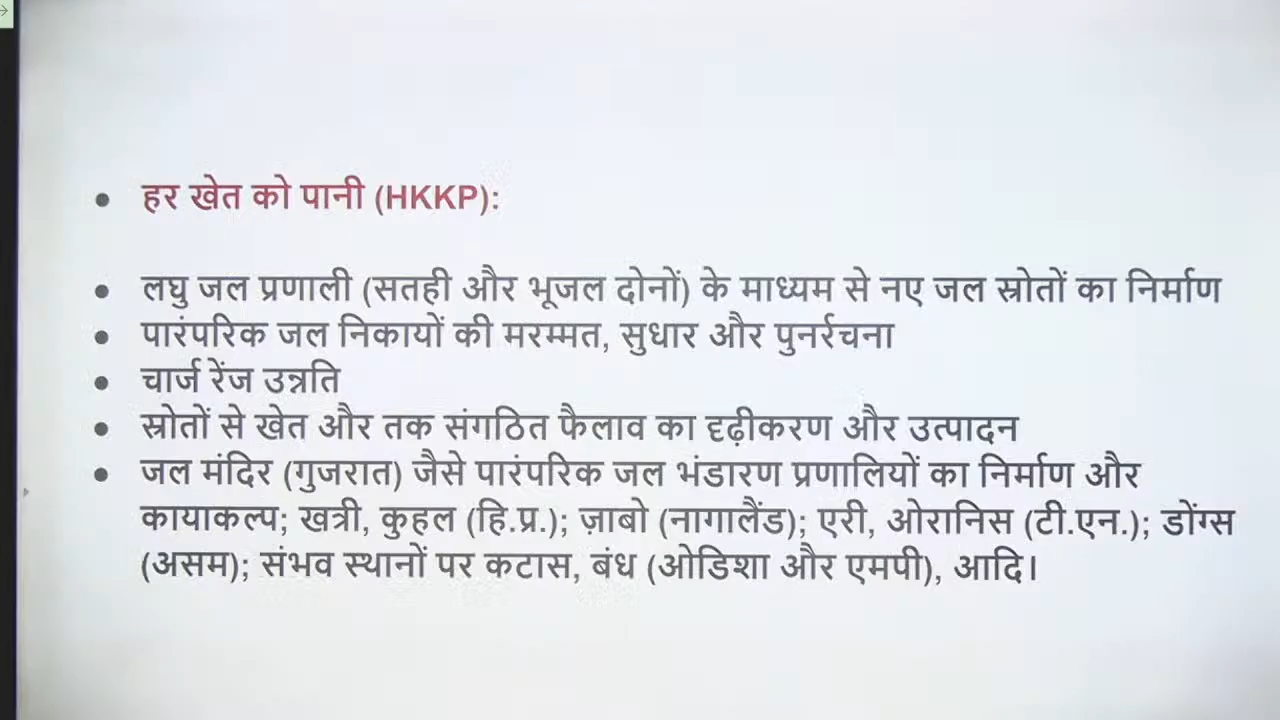 • हर खेत को पानी (HKKP):
• लघु जल प्रणाली (सतही और भूजल दोनों) के माध्यम से नए जल स्रोतों का निर्माण
• पारंपरिक जल निकायों की मरम्मत, सुधार और पुनर्रचना
• चार्ज रेंज उन्नति
• स्रोतों से खेत और तक संगठित फैलाव का दृढ़ीकरण और उत्पादन
• जल मंदिर (गुजरात) जैसे पारंपरिक जल भंडारण प्रणालियों का निर्माण और
कायाकल्प; खत्री, कुहल (हि.प्र.); ज़ाबो (नागालैंड); एरी, ओरानिस (टी.एन.); डोंग्स
(असम); संभव स्थानों पर कटास, बंध (ओडिशा और एमपी), आदि।